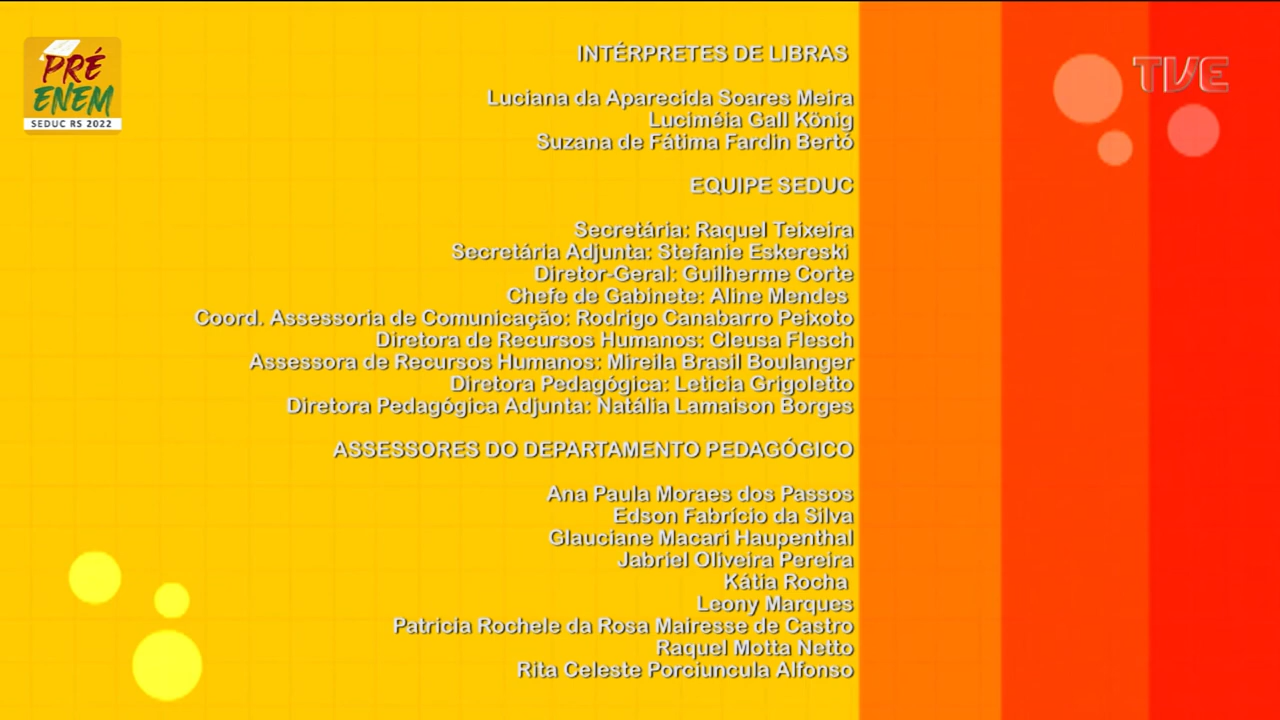 PRÉ
ENEM
SEDUC RS 2022
TVE
INTÉRPRETES DE LIBRAS
Luciana da Aparecida Soares Meira
Luciméia Gall König
Suzana de Fátima Fardin Bertó
EQUIPE SEDUC
Secretária: Raquel Teixeira
Secretária Adjunta: Stefanie Eskereski
Diretor-Geral: Guilherme Corte
Chefe de Gabinete: Aline Mendes
Coord. Assessoria de Comunicação: Rodrigo Canabarro Peixoto
Diretora de Recursos Humanos: Cleusa Flesch
Assessora de Recursos Humanos: Mireila Brasil Boulanger
Diretora Pedagógica: Leticia Grigoletto
Diretora Pedagógica Adjunta: Natália Lamaison Borges
ASSESSORES DO DEPARTAMENTO PEDAGÓGICO
Ana Paula Moraes dos Passos
Edson Fabrício da Silva
Glauciane Macari Haupenthal
Jabriel Oliveira Pereira
Kátia Rocha
Leony Marques
Patricia Rochele da Rosa Mairesse de Castro
Raquel Motta Netto
Rita Celeste Porciuncula Alfonso